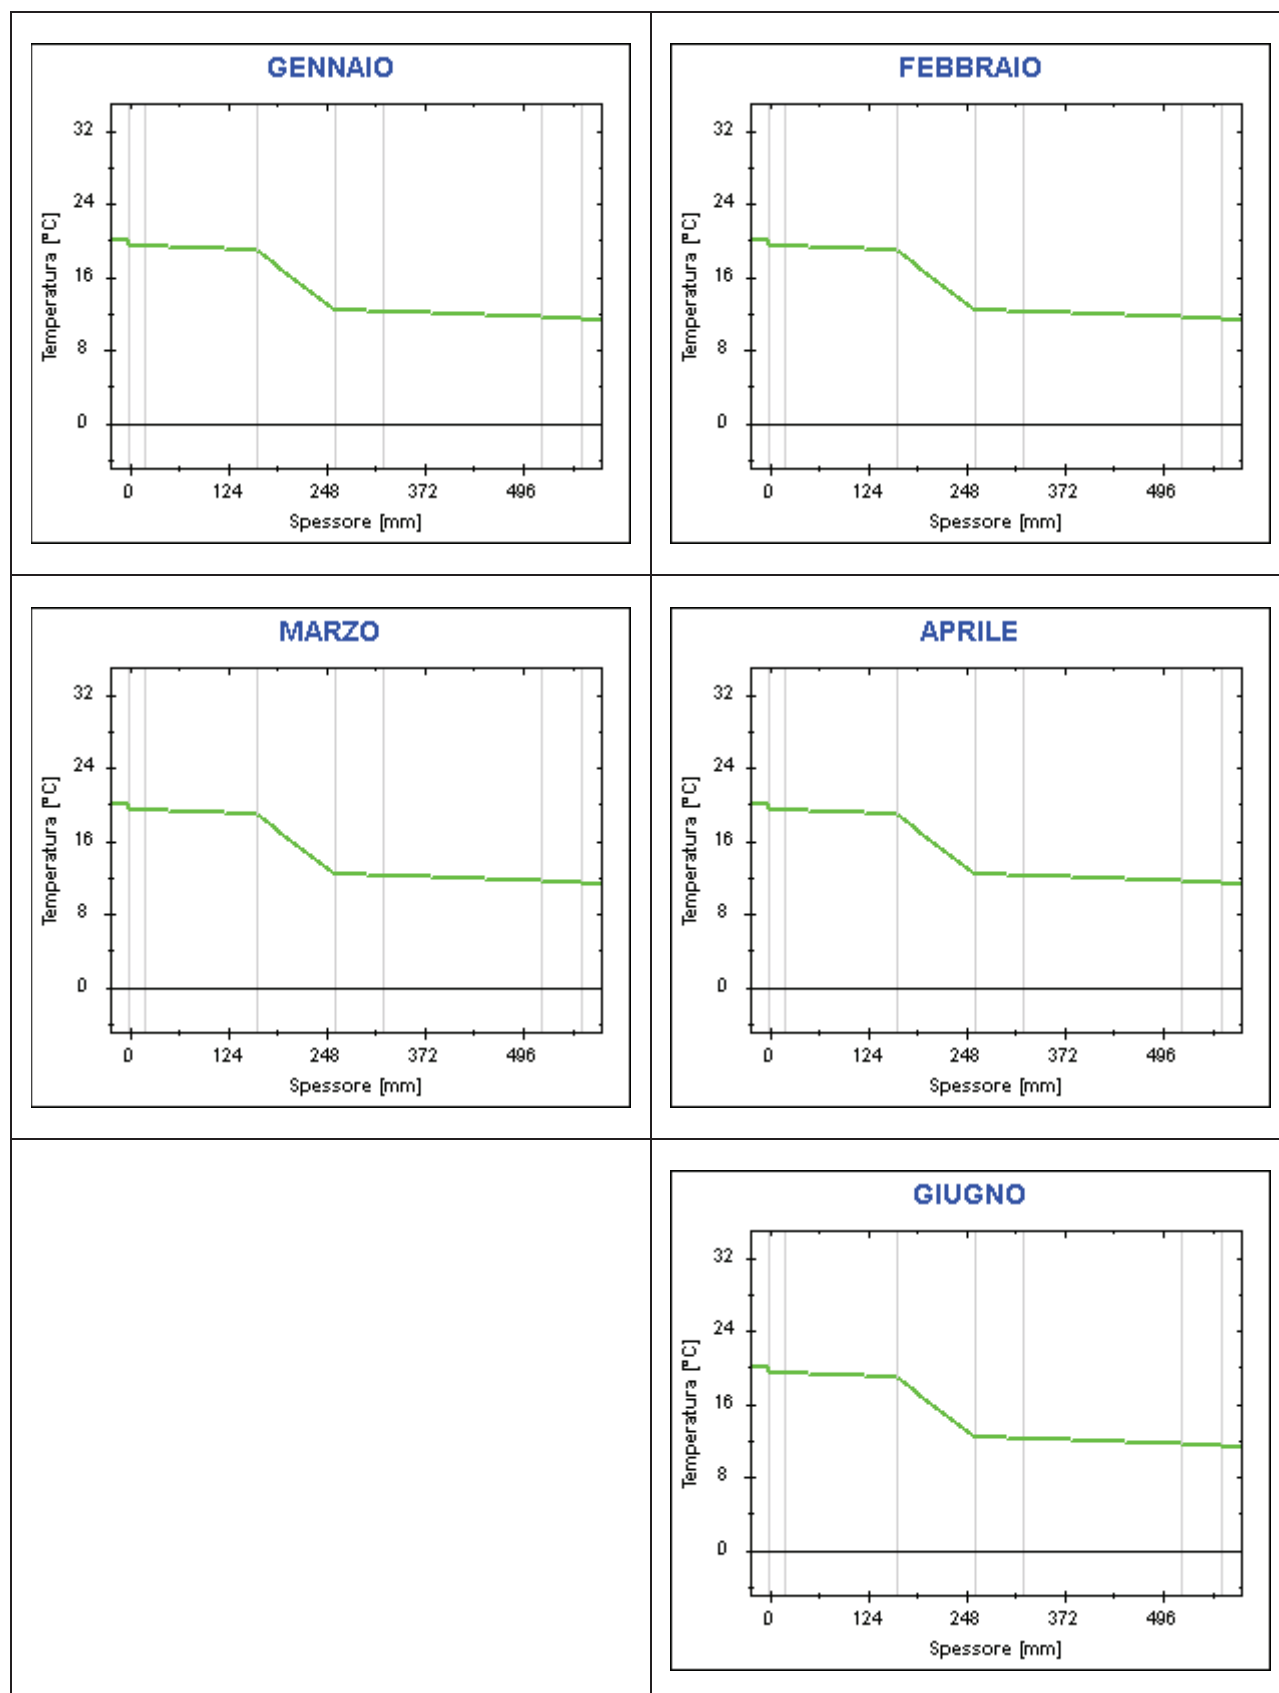 GENNAIO
32
24
16
8
0
Temperatura [°C]
0 124 248 372 496
Spessore [mm]
FEBBRAIO
32
24
16
8
0
Temperatura [°C]
0 124 248 372 496
Spessore [mm]
MARZO
32
24
16
8
0
Temperatura [°C]
0 124 248 372 496
Spessore [mm]
APRILE
32
24
16
8
0
Temperatura [°C]
0 124 248 372 496
Spessore [mm]
GIUGNO
32
24
16
8
0
Temperatura [°C]
0 124 248 372 496
Spessore [mm]